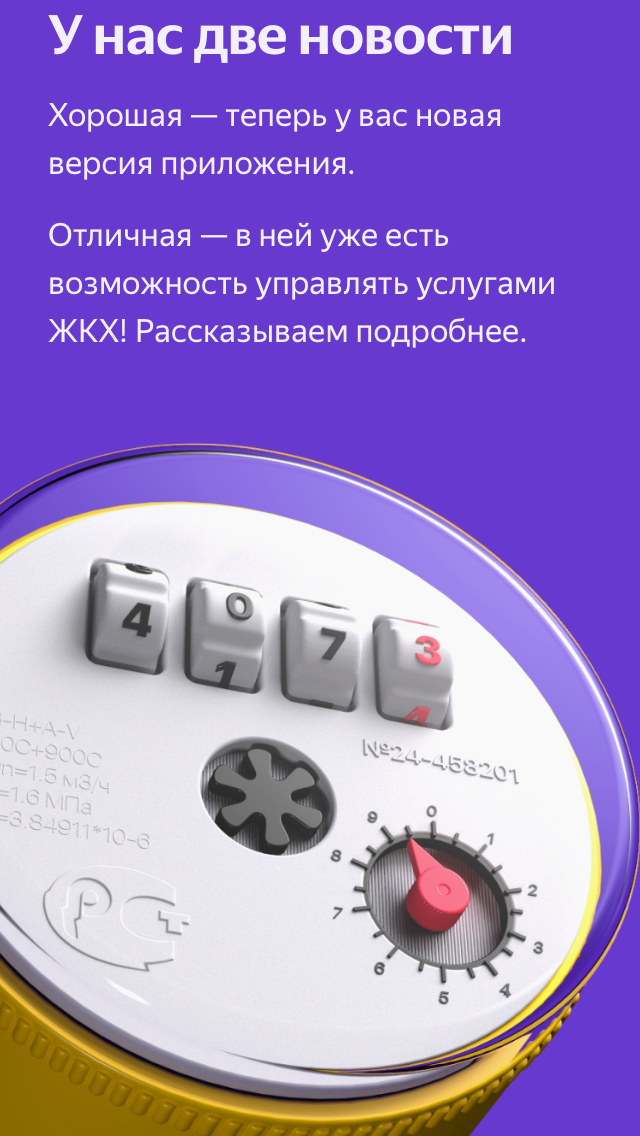 У нас две новости
Хорошая — теперь у вас новая
версия приложения.
Отличная — в ней уже есть
возможность управлять услугами
ЖКХ! Рассказываем подробнее.
4 0 7 3
1 4
№24-458201
-H+A-V
0C+900C
n=1.5 м3/ч
=1.6 МПа
=3.84911*10-6
0
9 1
8 2
7 3
6 4
5
РСТ